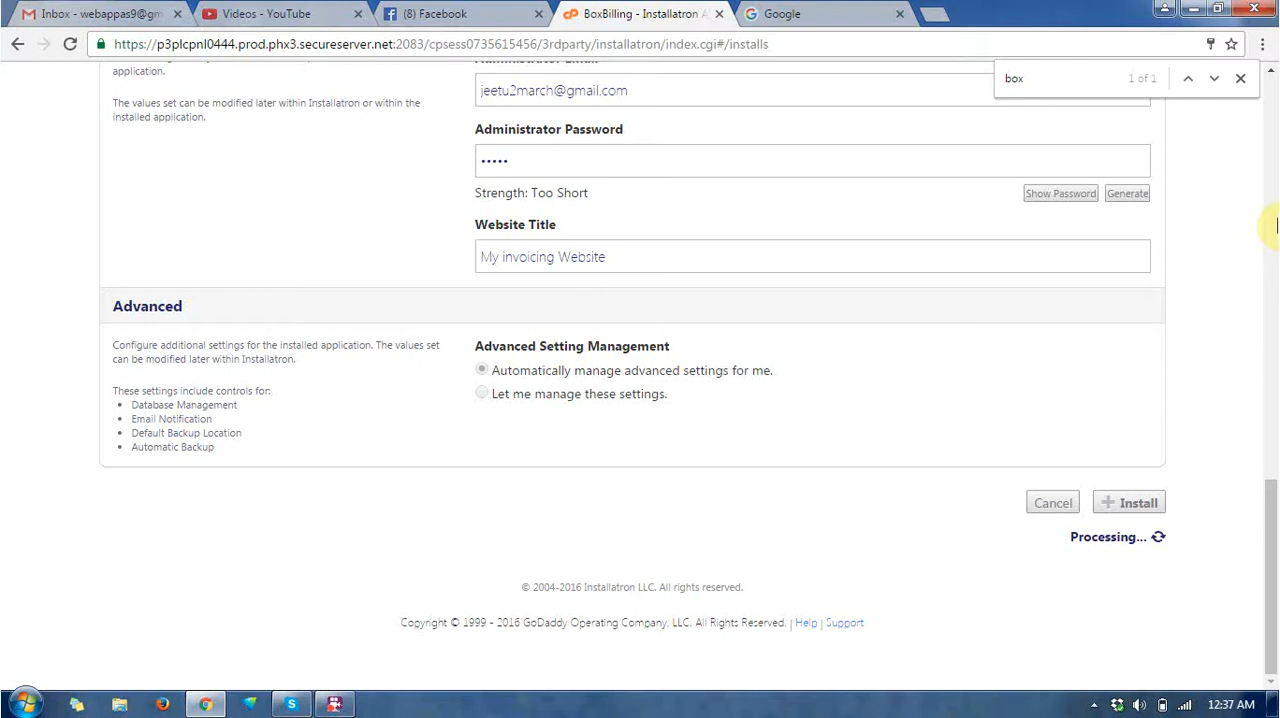 Inbox - webappas9@gm
Videos - YouTube
(8) Facebook
BoxBilling - Installatron
Google
https://p3plcpnl0444.prod.phx3.secureserver.net:2083/cpsess0735615456/3rdparty/installatron/index.cgi#/installs
box
1 of 1
application.
The values set can be modified later within Installatron or within the
installed application.
Administrator Email
jeetu2march@gmail.com
Administrator Password
•••••
Strength: Too Short
Show Password
Generate
Website Title
My invoicing Website
Advanced
Configure additional settings for the installed application. The values set
can be modified later within Installatron.
These settings include controls for:
• Database Management
• Email Notification
• Default Backup Location
• Automatic Backup
Advanced Setting Management
Automatically manage advanced settings for me.
Let me manage these settings.
Cancel
Install
Processing...
© 2004-2016 Installatron LLC. All rights reserved.
Copyright © 1999 - 2016 GoDaddy Operating Company, LLC. All Rights Reserved. | Help | Support
12:37 AM